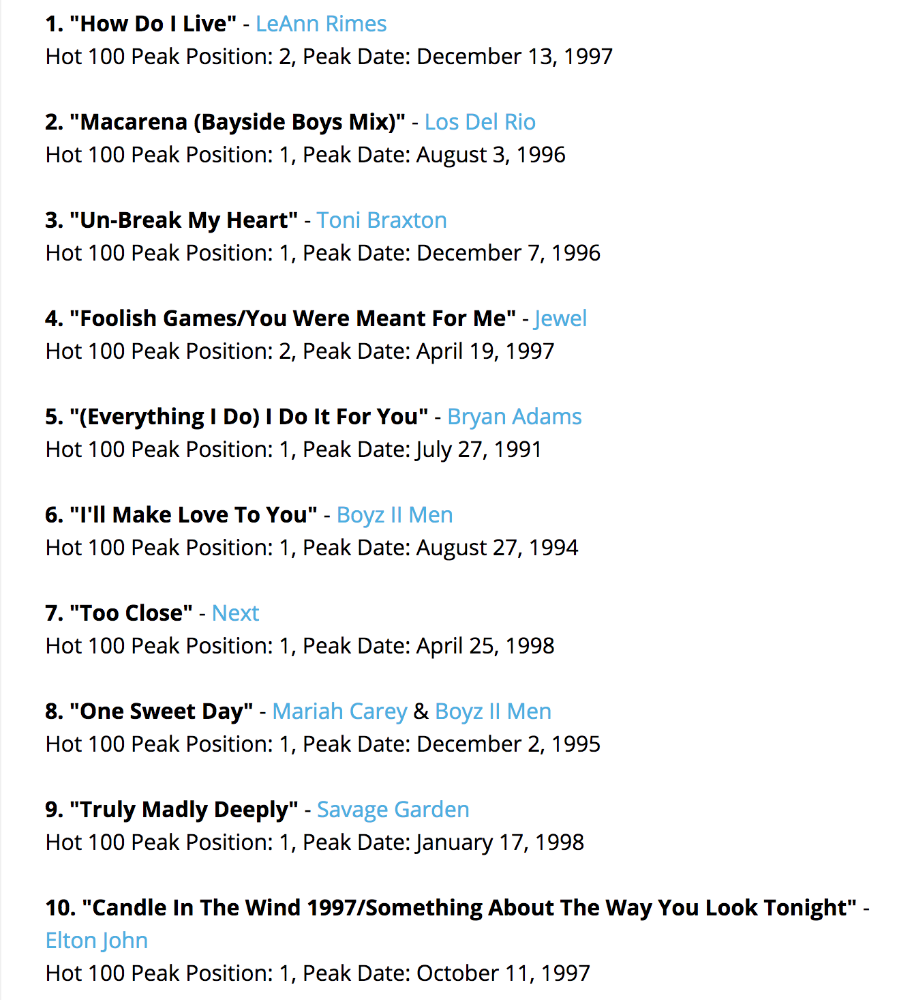 1. "How Do I Live" - LeAnn Rimes
Hot 100 Peak Position: 2, Peak Date: December 13, 1997
2. "Macarena (Bayside Boys Mix)" - Los Del Rio
Hot 100 Peak Position: 1, Peak Date: August 3, 1996
3. "Un-Break My Heart" - Toni Braxton
Hot 100 Peak Position: 1, Peak Date: December 7, 1996
4. "Foolish Games/You Were Meant For Me" - Jewel
Hot 100 Peak Position: 2, Peak Date: April 19, 1997
5. "(Everything I Do) I Do It For You" - Bryan Adams
Hot 100 Peak Position: 1, Peak Date: July 27, 1991
6. "I'll Make Love To You" - Boyz II Men
Hot 100 Peak Position: 1, Peak Date: August 27, 1994
7. "Too Close" - Next
Hot 100 Peak Position: 1, Peak Date: April 25, 1998
8. "One Sweet Day" - Mariah Carey & Boyz II Men
Hot 100 Peak Position: 1, Peak Date: December 2, 1995
9. "Truly Madly Deeply" - Savage Garden
Hot 100 Peak Position: 1, Peak Date: January 17, 1998
10. "Candle In The Wind 1997/Something About The Way You Look Tonight" -
Elton John
Hot 100 Peak Position: 1, Peak Date: October 11, 1997